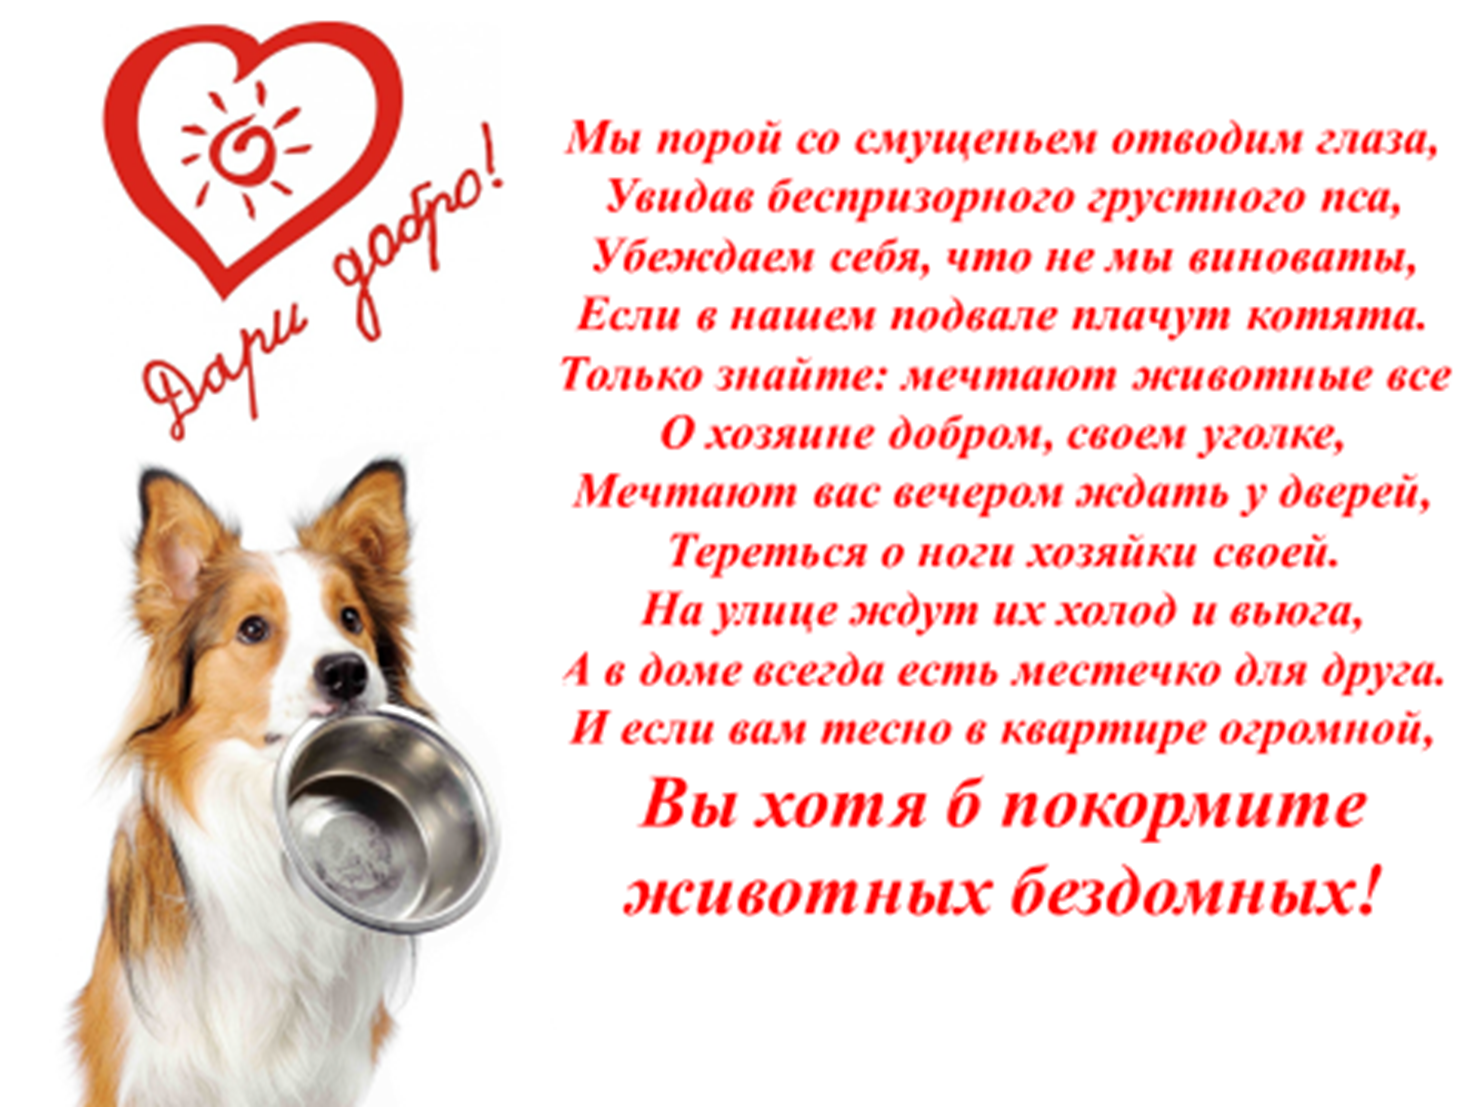 Дари добро!
Мы порой со смущеньем отводим глаза,
Увидав беспризорного грустного пса,
Убеждаем себя, что не мы виноваты,
Если в нашем подвале плачут котята.
Только знайте: мечтают животные все
О хозяине добром, своем уголке,
Мечтают вас вечером ждать у дверей,
Тереться о ноги хозяйки своей.
На улице ждут их холод и вьюга,
А в доме всегда есть местечко для друга.
И если вам тесно в квартире огромной,
Вы хотя б покормите
животных бездомных!